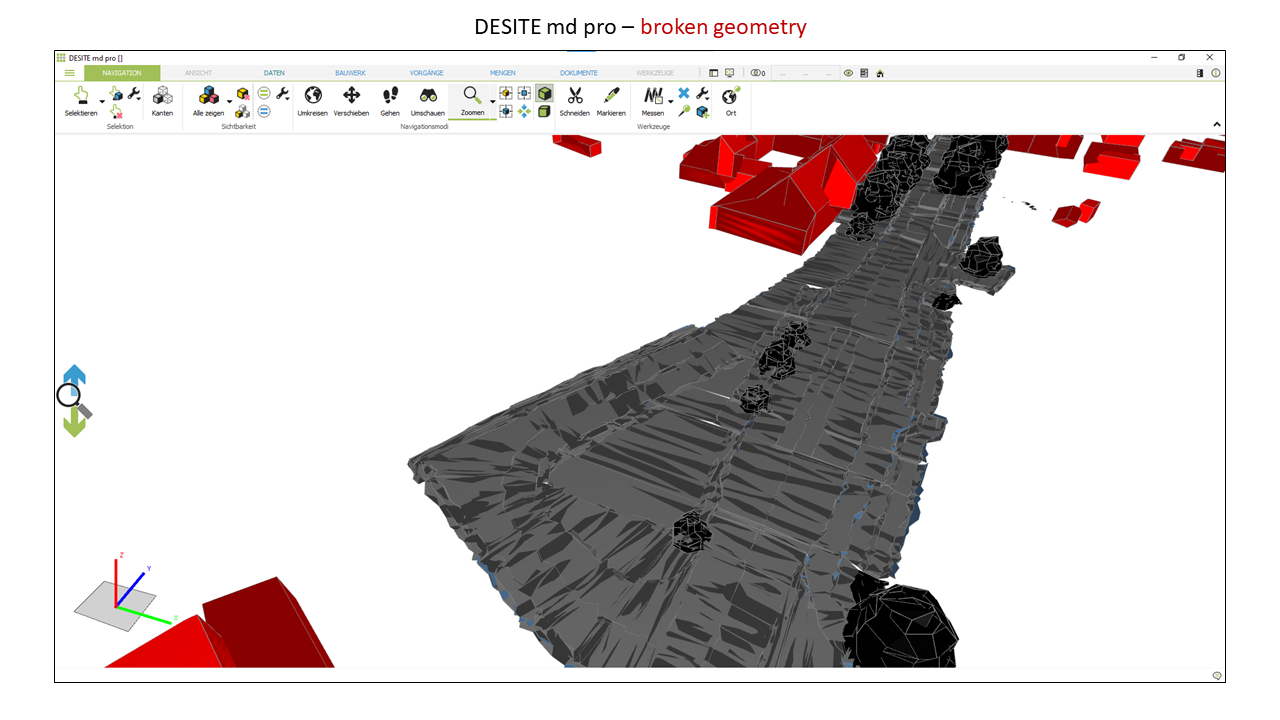 DESITE md pro – broken geometry
DESITE md pro []
NAVIGATION ANSICHT DATEN BAUWERK VORGÄNGE MENGEN DOKUMENTE WERKZEUGE 0 ... ... ...
Selektieren Kanten Alle zeigen Umkreisen Verschieben Gehen Umschauen Zoomen Schneiden Markieren Messen Ort
Selektion Sichtbarkeit Navigationsmodi Werkzeuge
Z
Y
X